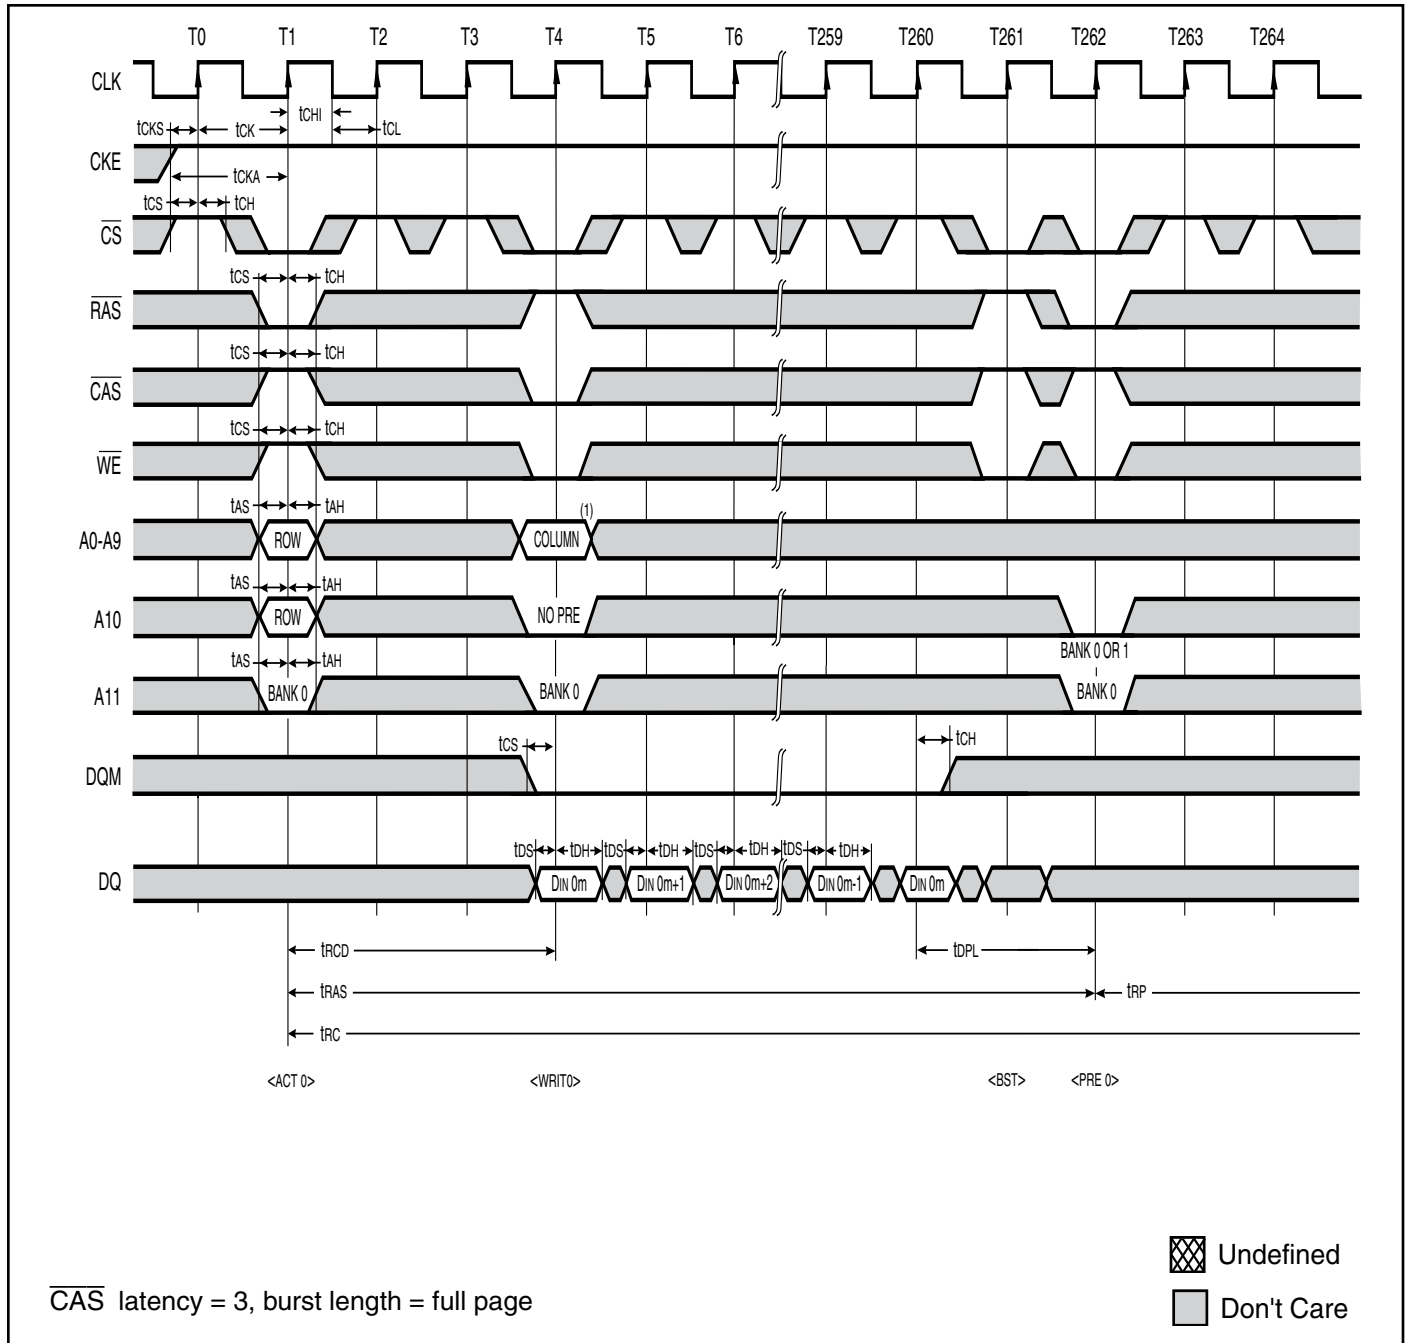 T0 T1 T2 T3 T4 T5 T6 T259 T260 T261 T262 T263 T264
CLK
tCHI
tCKS tCK tCL
CKE
tCKA
tCS tCH
CS
tCS tCH
RAS
tCS tCH
CAS
tCS tCH
WE
tAS tAH (1)
A0-A9 ROW COLUMN
tAS tAH
A10 ROW NO PRE
BANK 0 OR 1
tAS tAH
A11 BANK 0 BANK 0 BANK 0
tCS tCH
DQM
tDS tDH tDS tDH tDS tDH tDS tDH
DQ DIN 0m DIN 0m+1 DIN 0m+2 DIN 0m-1 DIN 0m
tRCD tDPL
tRAS tRP
tRC
<ACT 0> <WRIT0> <BST> <PRE 0>
Undefined
CAS latency = 3, burst length = full page
Don't Care